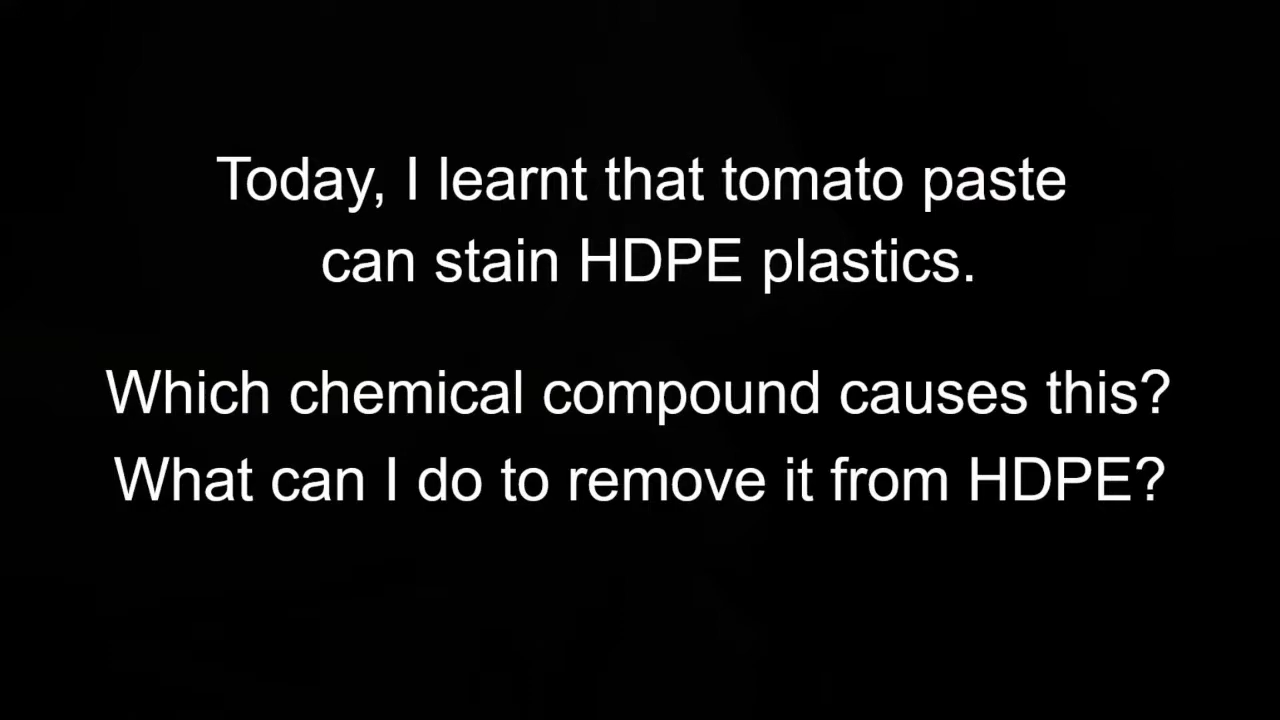 Today, I learnt that tomato paste
can stain HDPE plastics.
Which chemical compound causes this?
What can I do to remove it from HDPE?